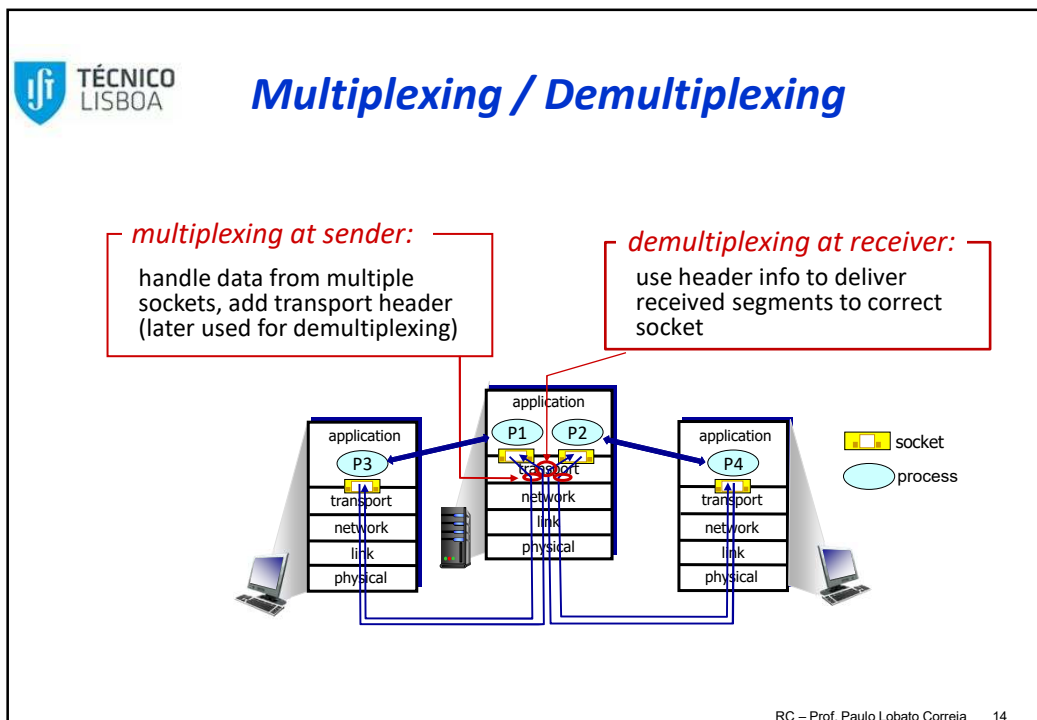 TÉCNICO
LISBOA
Multiplexing / Demultiplexing
multiplexing at sender:
handle data from multiple
sockets, add transport header
(later used for demultiplexing)
demultiplexing at receiver:
use header info to deliver
received segments to correct
socket
application
P3
transport
network
link
physical
application
P1 P2
transport
network
link
physical
application
P4
transport
network
link
physical
socket
process
RC – Prof. Paulo Lobato Correia 14